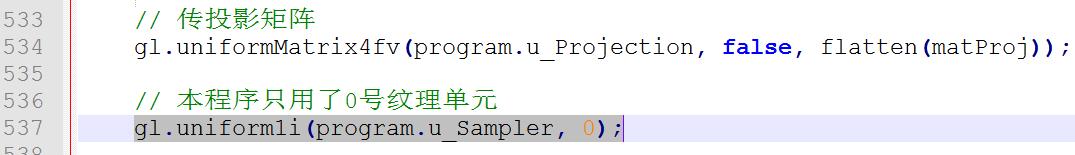 533 // 传投影矩阵
534 gl.uniformMatrix4fv(program.u_Projection, false, flatten(matProj));
535
536 // 本程序只用了0号纹理单元
537 gl.uniform1i(program.u_Sampler, 0);
538